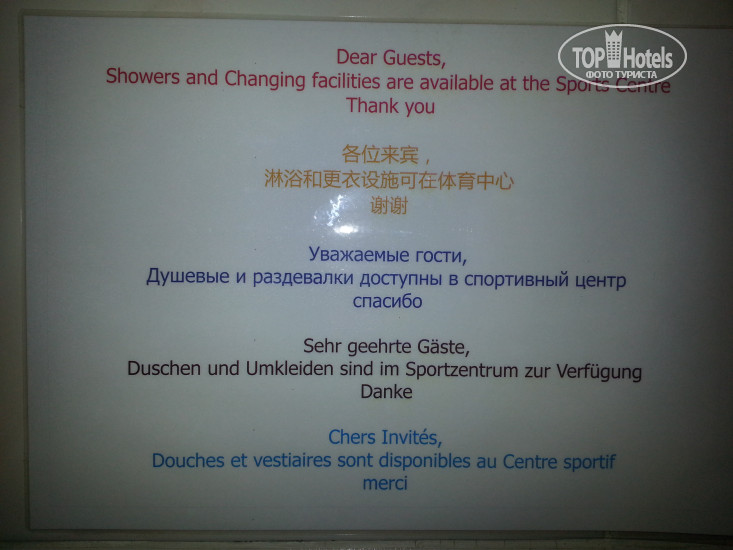 TOP Hotels
ФОТО ТУРИСТА
Dear Guests,
Showers and Changing facilities are available at the Sports Centre
Thank you
各位来宾，
淋浴和更衣设施可在体育中心
谢谢
Уважаемые гости,
Душевые и раздевалки доступны в спортивный центр
спасибо
Sehr geehrte Gäste,
Duschen und Umkleiden sind im Sportzentrum zur Verfügung
Danke
Chers Invités,
Douches et vestiaires sont disponibles au Centre sportif
merci